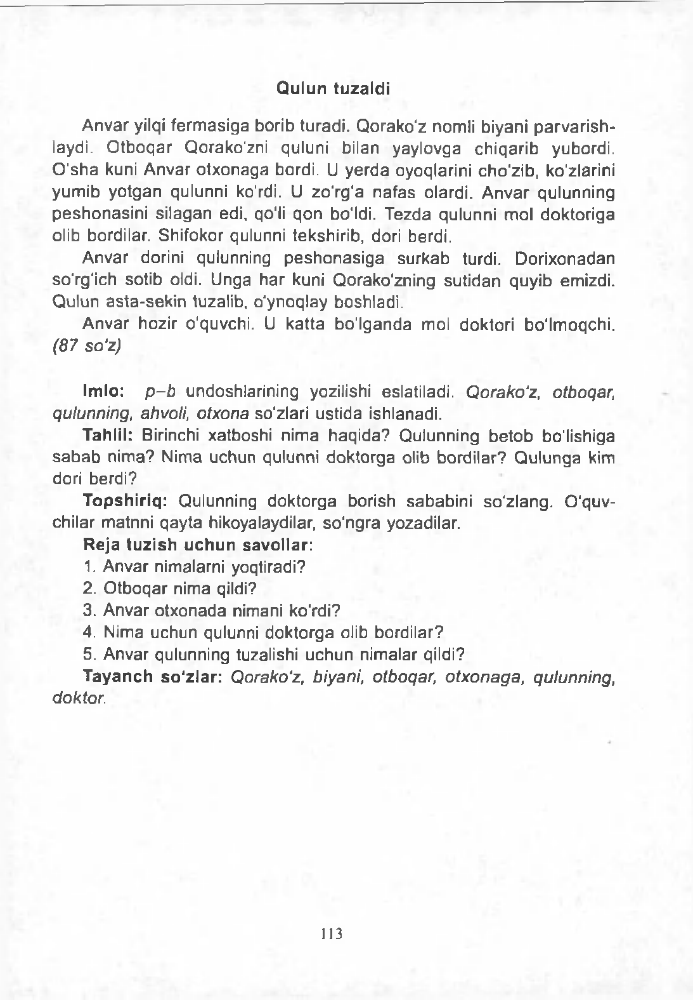 Qulun tuzaldi
Anvar yilqi fermasiga borib turadi. Qorako‘z nomli biyani parvarish-
laydi. Otboqar Qorako‘zni quluni bilan yaylovga chiqarib yubordi.
O‘sha kuni Anvar otxonaga bordi. U yerda oyoqlarini cho‘zib, ko‘zlarini
yumib yotgan qulunni ko‘rdi. U zo‘rg‘a nafas olardi. Anvar qulunning
peshonasini silagan edi, qo‘li qon bo‘ldi. Tezda qulunni mol doktoriga
olib bordilar. Shifokor qulunni tekshirib, dori berdi.
Anvar dorini qulunning peshonasiga surkab turdi. Dorixonadan
so‘rg‘ich sotib oldi. Unga har kuni Qorako‘zning sutidan quyib emizdi.
Qulun asta-sekin tuzalib, o‘ynoqlay boshladi.
Anvar hozir o‘quvchi. U katta bo‘lganda mol doktori bo‘lmoqchi.
(87 so‘z)
Imlo: p–b undoshlarining yozilishi eslatiladi. Qorako‘z, otboqar,
qulunning, ahvoli, otxona so‘zlari ustida ishlanadi.
Tahlil: Birinchi xatboshi nima haqida? Qulunning betob bo‘lishiga
sabab nima? Nima uchun qulunni doktorga olib bordilar? Qulunga kim
dori berdi?
Topshiriq: Qulunning doktorga borish sababini so‘zlang. O‘quv-
chilar matnni qayta hikoyalaydilar, so‘ngra yozadilar.
Reja tuzish uchun savollar:
1. Anvar nimalarni yoqtiradi?
2. Otboqar nima qildi?
3. Anvar otxonada nimani ko‘rdi?
4. Nima uchun qulunni doktorga olib bordilar?
5. Anvar qulunning tuzalishi uchun nimalar qildi?
Tayanch so‘zlar: Qorako‘z, biyani, otboqar, otxonaga, qulunning,
doktor.
113